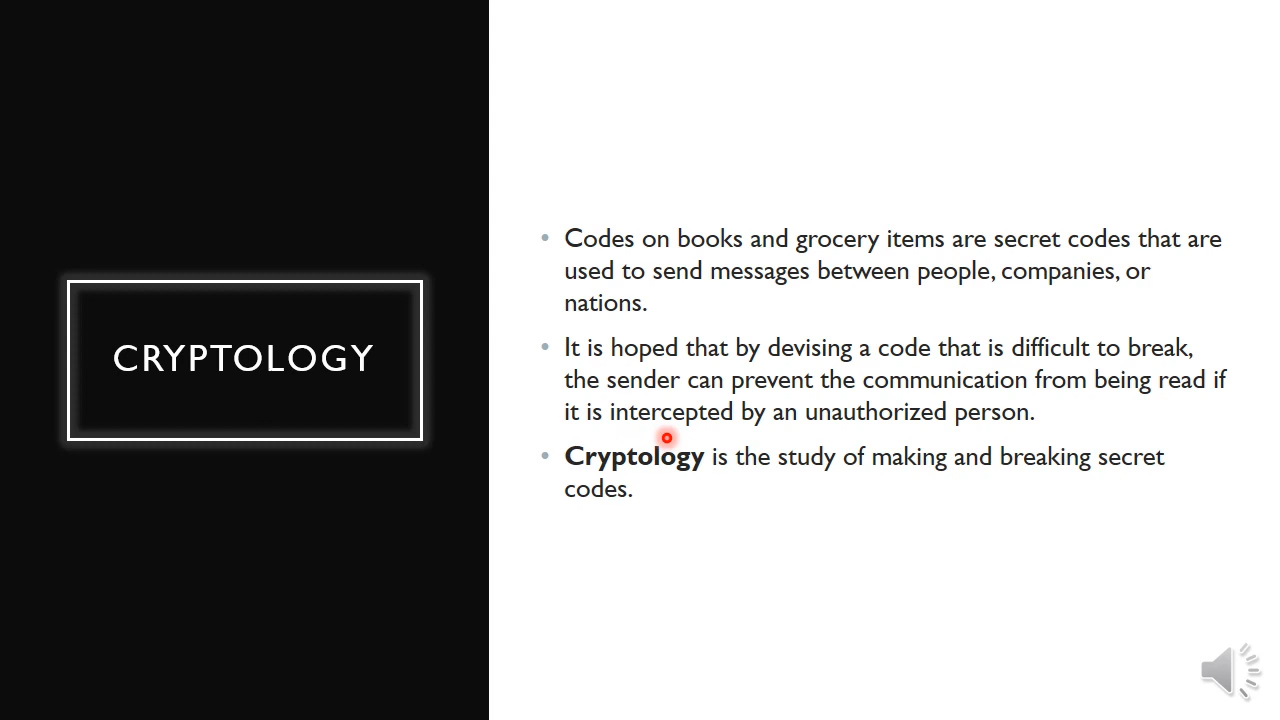 CRYPTOLOGY
• Codes on books and grocery items are secret codes that are
used to send messages between people, companies, or
nations.
• It is hoped that by devising a code that is difficult to break,
the sender can prevent the communication from being read if
it is intercepted by an unauthorized person.
• Cryptology is the study of making and breaking secret
codes.